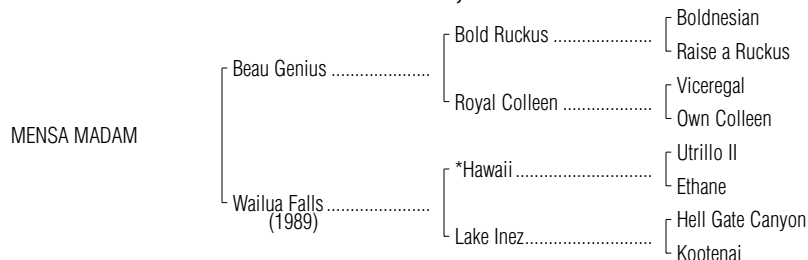 Boldnesian
Bold Ruckus ....................
Raise a Ruckus
Beau Genius .....................
Viceregal
Royal Colleen ..................
Own Colleen
MENSA MADAM
Utrillo II
*Hawaii......................
Ethane
Wailua Falls ......................
(1989)
Hell Gate Canyon
Lake Inez.....................
Kootenai